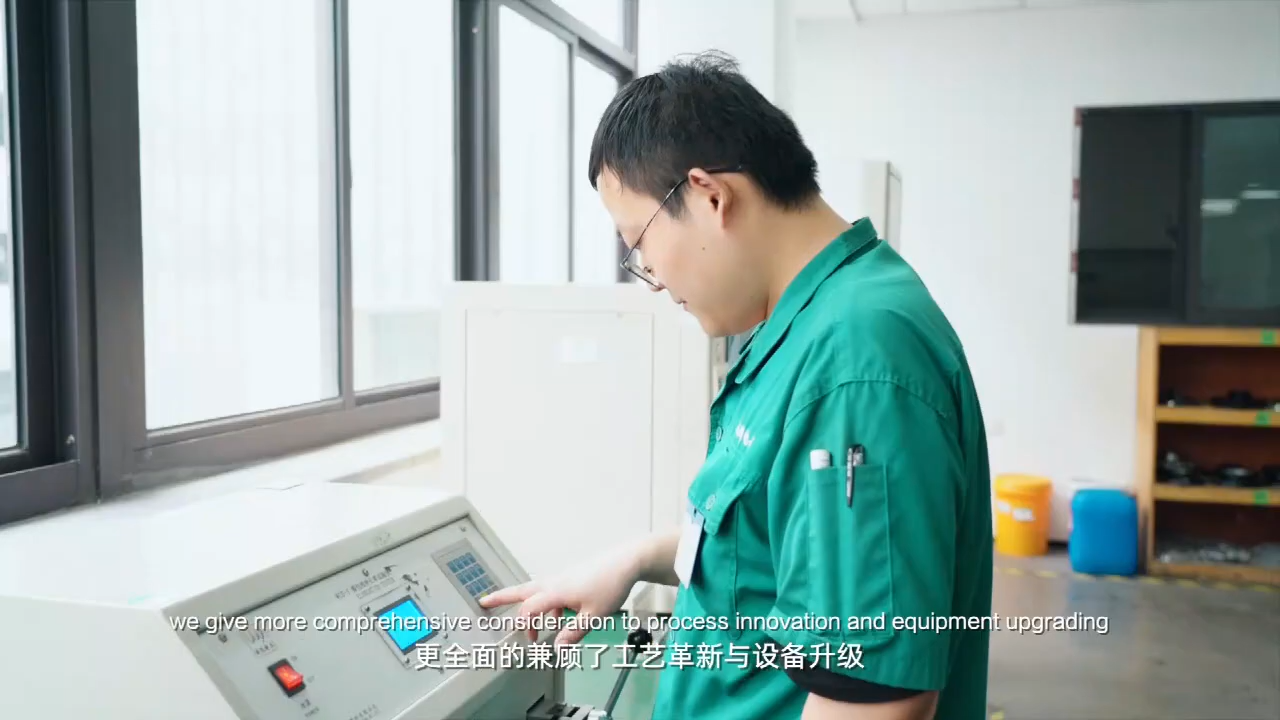 we give more comprehensive consideration to process innovation and equipment upgrading
更全面的兼顾了工艺革新与设备升级